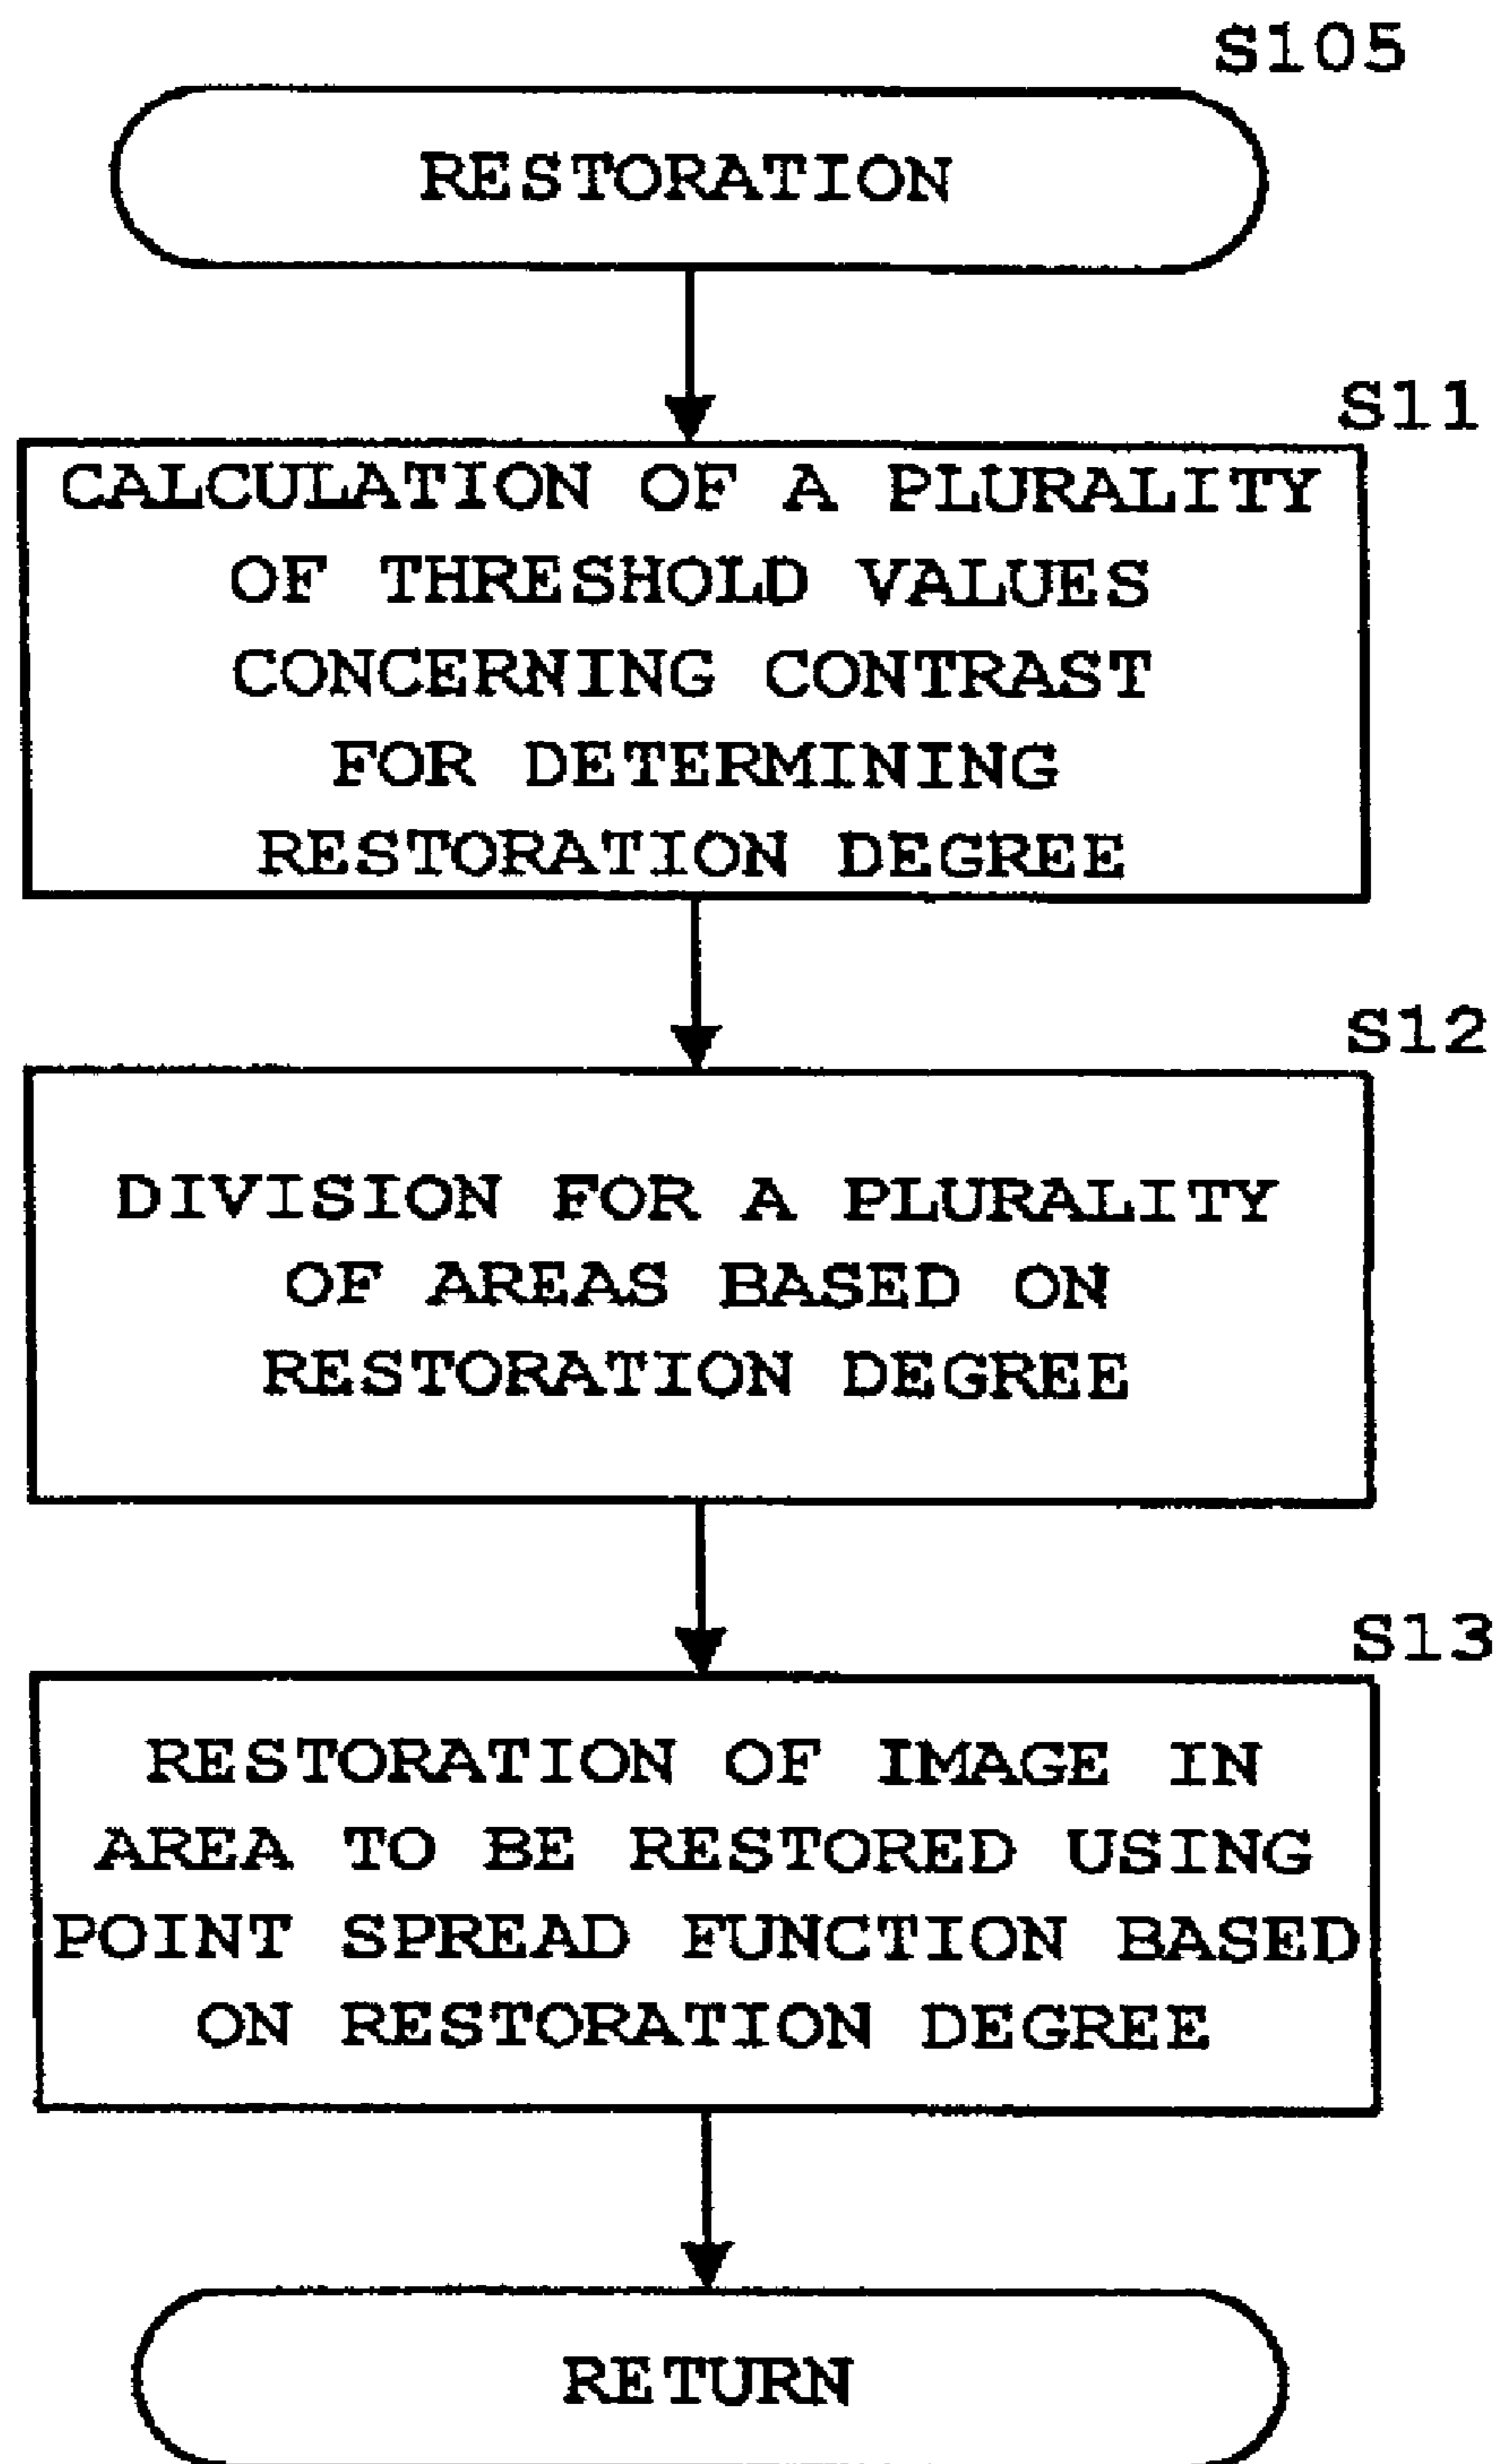 S105
RESTORATION
S11
CALCULATION OF A PLURALITY
OF THRESHOLD VALUES
CONCERNING CONTRAST
FOR DETERMINING
RESTORATION DEGREE
S12
DIVISION FOR A PLURALITY
OF AREAS BASED ON
RESTORATION DEGREE
S13
RESTORATION OF IMAGE IN
AREA TO BE RESTORED USING
POINT SPREAD FUNCTION BASED
ON RESTORATION DEGREE
RETURN